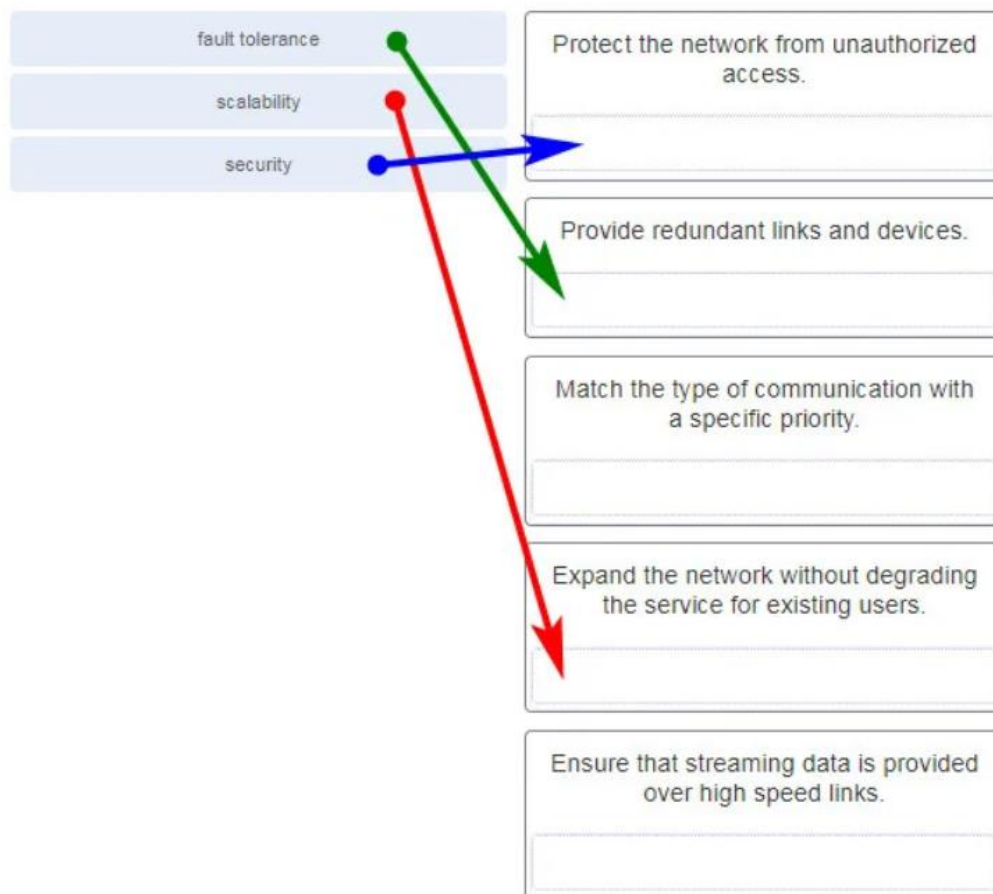 fault tolerance
scalability
security
Protect the network from unauthorized
access.
Provide redundant links and devices.
Match the type of communication with
a specific priority.
Expand the network without degrading
the service for existing users.
Ensure that streaming data is provided
over high speed links.